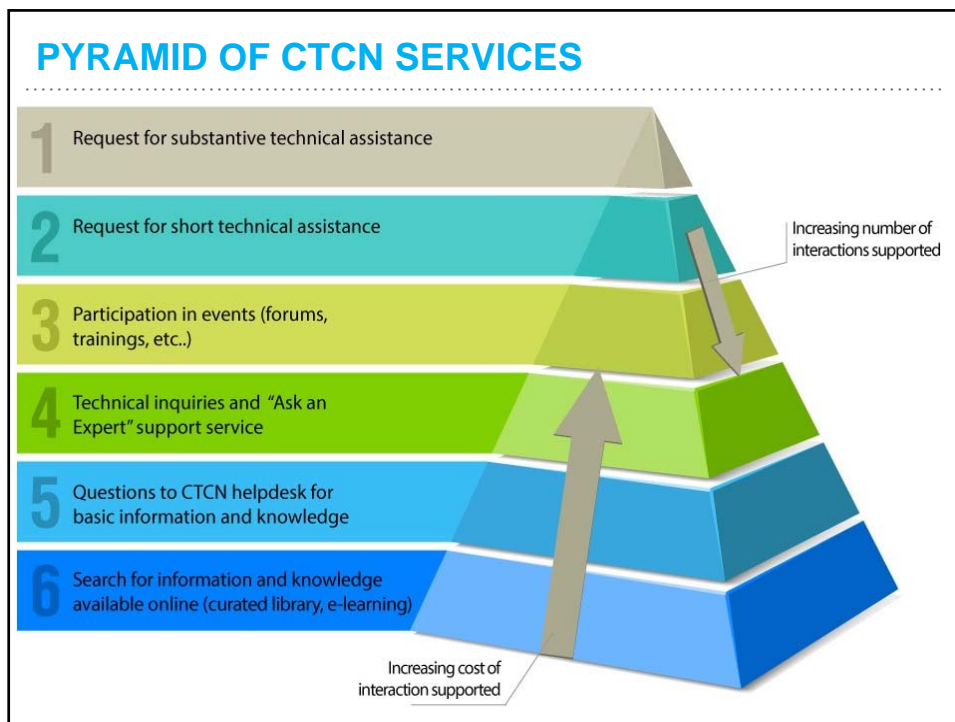 PYRAMID OF CTCN SERVICES
1
Request for substantive technical assistance
2
Request for short technical assistance
Increasing number of
interactions supported
3
Participation in events (forums,
trainings, etc..)
4
Technical inquiries and “Ask an
Expert” support service
5
Questions to CTCN helpdesk for
basic information and knowledge
6
Search for information and knowledge
available online (curated library, e-learning)
Increasing cost of
interaction supported